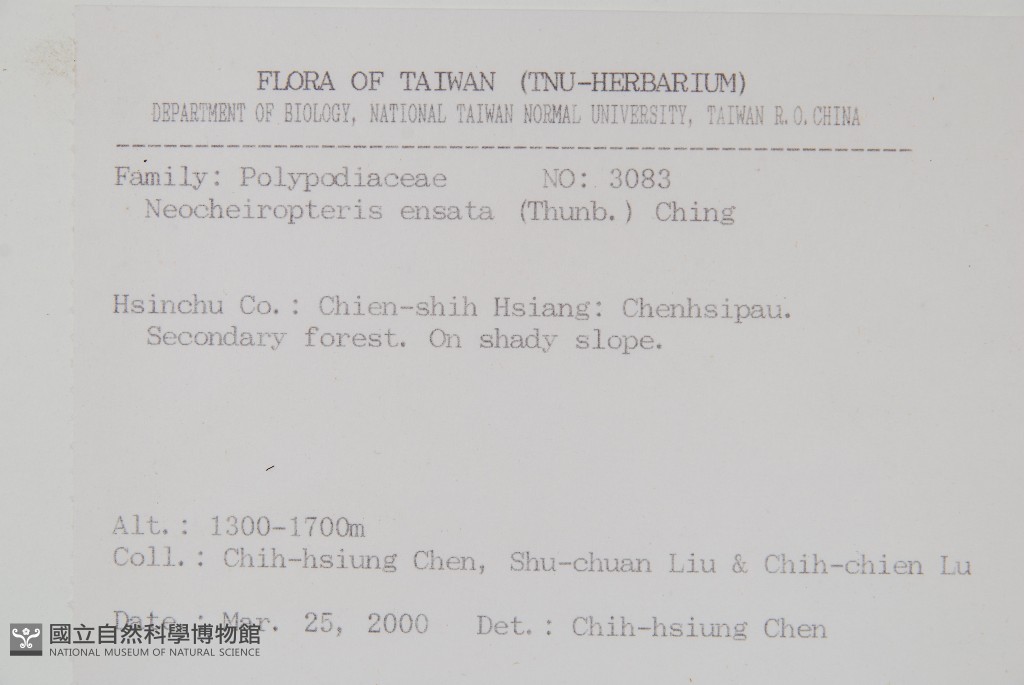 FLORA OF TAIWAN (TNU-HERBARIUM)
DEPARTMENT OF BIOLOGY, NATIONAL TAIWAN NORMAL UNIVERSITY, TAIWAN R.O.CHINA
Family: Polypodiaceae NO: 3083
Neocheiropteris ensata (Thunb.) Ching
Hsinchu Co.: Chien-shih Hsiang: Chenhsipau.
Secondary forest. On shady slope.
Alt.: 1300-1700m
Coll.: Chih-hsiung Chen, Shu-chuan Liu & Chih-chien Lu
Date.: Mar. 25, 2000 Det.: Chih-hsiung Chen
國立自然科學博物館
NATIONAL MUSEUM OF NATURAL SCIENCE